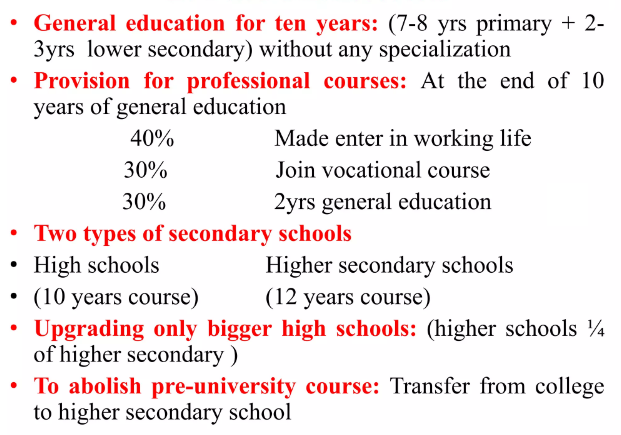 • General education for ten years: (7-8 yrs primary + 2-
3yrs lower secondary) without any specialization
• Provision for professional courses: At the end of 10
years of general education
40% Made enter in working life
30% Join vocational course
30% 2yrs general education
• Two types of secondary schools
• High schools Higher secondary schools
• (10 years course) (12 years course)
• Upgrading only bigger high schools: (higher schools ¼
of higher secondary )
• To abolish pre-university course: Transfer from college
to higher secondary school